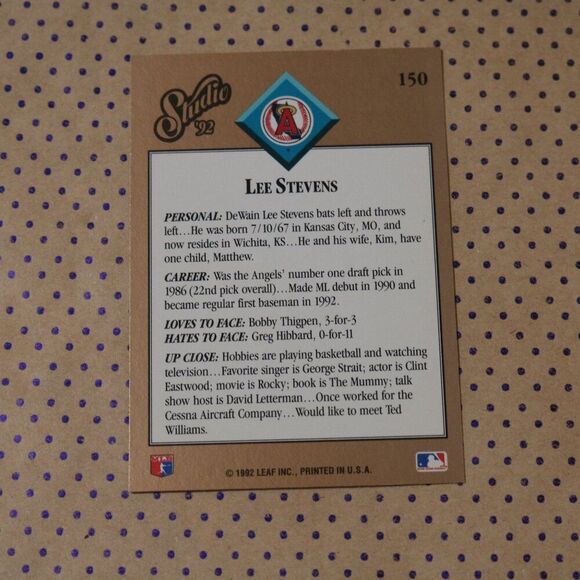 150
Studio
'92
A
LEE STEVENS
PERSONAL: DeWain Lee Stevens bats left and throws
left...He was born 7/10/67 in Kansas City, MO, and
now resides in Wichita, KS...He and his wife, Kim, have
one child, Matthew.
CAREER: Was the Angels' number one draft pick in
1986 (22nd pick overall)...Made ML debut in 1990 and
became regular first baseman in 1992.
LOVES TO FACE: Bobby Thigpen, 3-for-3
HATES TO FACE: Greg Hibbard, 0-for-11
UP CLOSE: Hobbies are playing basketball and watching
television...Favorite singer is George Strait; actor is Clint
Eastwood; movie is Rocky; book is The Mummy; talk
show host is David Letterman...Once worked for the
Cessna Aircraft Company...Would like to meet Ted
Williams.
© 1992 LEAF INC., PRINTED IN U.S.A.